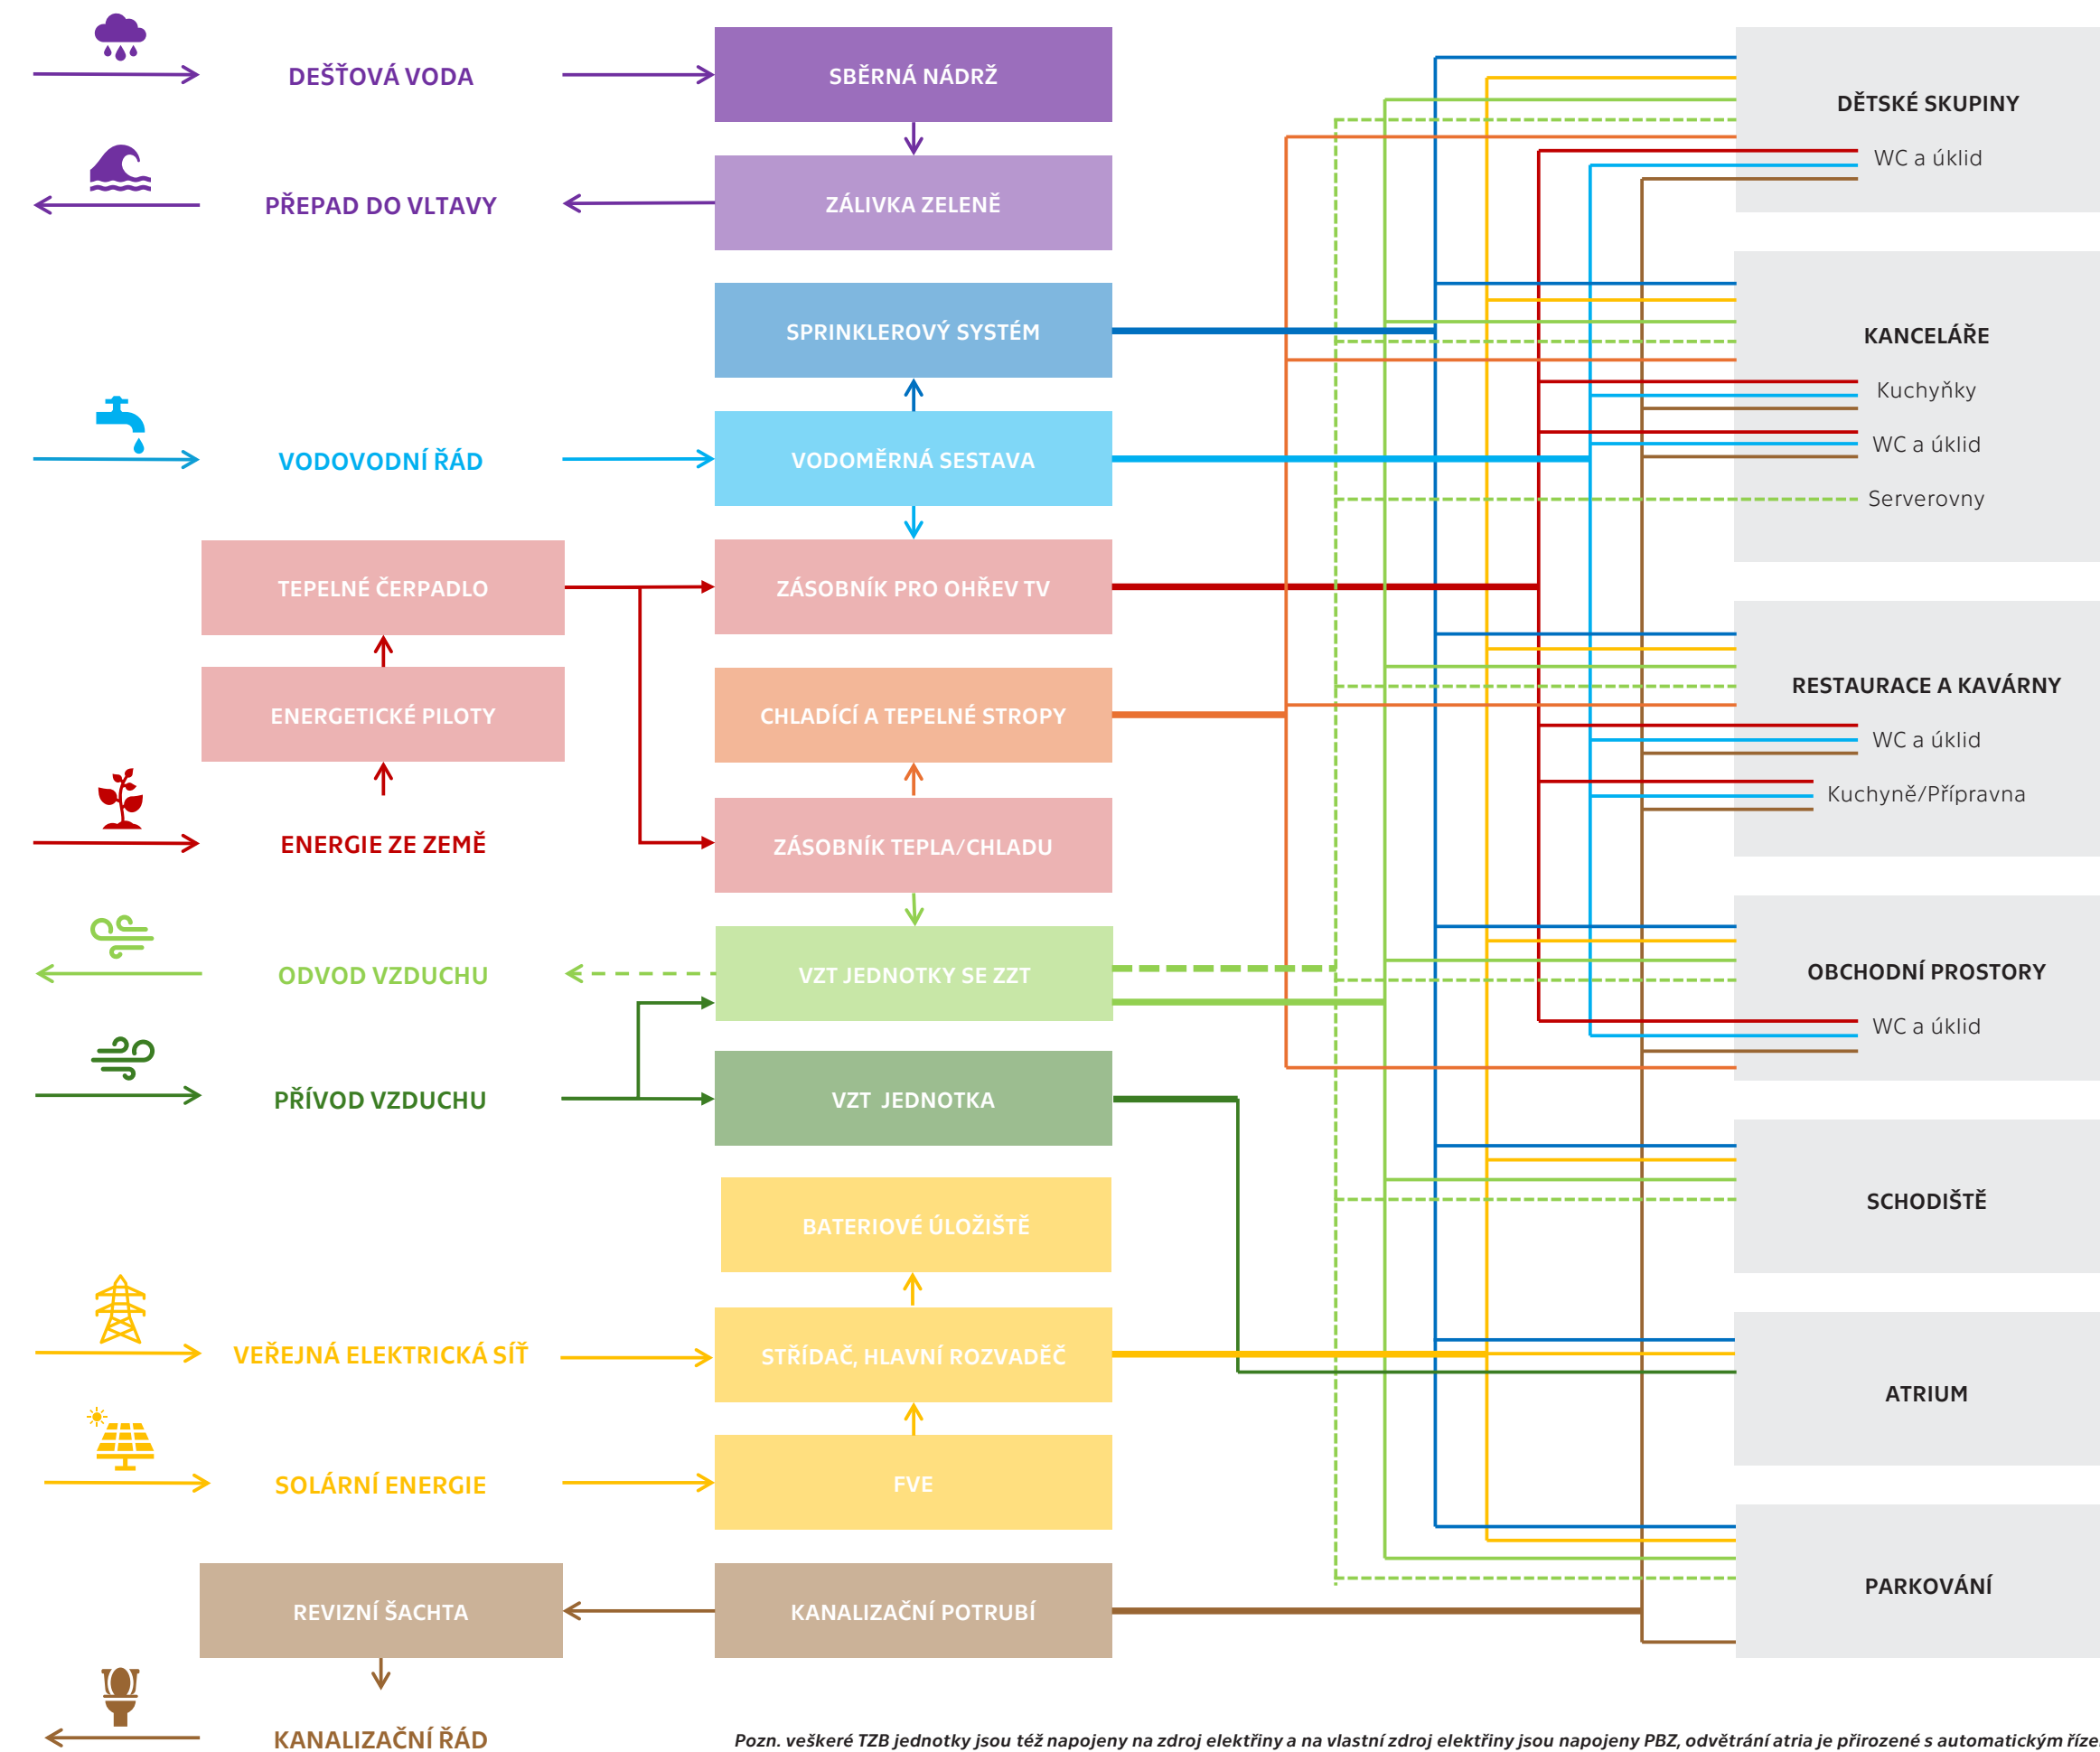 DEŠŤOVÁ VODA
SBĚRNÁ NÁDRŽ
PŘEPAD DO VLTAVY
ZÁLIVKA ZELENĚ
SPRINKLEROVÝ SYSTÉM
VODOVODNÍ ŘÁD
VODOMĚRNÁ SESTAVA
TEPELNÉ ČERPADLO
ZÁSOBNÍK PRO OHŘEV TV
ENERGETICKÉ PILOTY
CHLADÍCÍ A TEPELNÉ STROPY
ENERGIE ZE ZEMĚ
ZÁSOBNÍK TEPLA/CHLADU
ODVOD VZDUCHU
VZT JEDNOTKY SE ZZT
PŘÍVOD VZDUCHU
VZT JEDNOTKA
BATERIOVÉ ÚLOŽIŠTĚ
VEŘEJNÁ ELEKTRICKÁ SÍŤ
STŘÍDAČ, HLAVNÍ ROZVADĚČ
SOLÁRNÍ ENERGIE
FVE
REVIZNÍ ŠACHTA
KANALIZAČNÍ POTRUBÍ
KANALIZAČNÍ ŘÁD
DĚTSKÉ SKUPINY
WC a úklid
KANCELÁŘE
Kuchyňky
WC a úklid
Serverovny
RESTAURACE A KAVÁRNY
WC a úklid
Kuchyně/Přípravna
OBCHODNÍ PROSTORY
WC a úklid
SCHODIŠTĚ
ATRIUM
PARKOVÁNÍ
Pozn. veškeré TZB jednotky jsou též napojeny na zdroj elektřiny a na vlastní zdroj elektřiny jsou napojeny PBZ, odvětrání atria je přirozené s automatickým říze